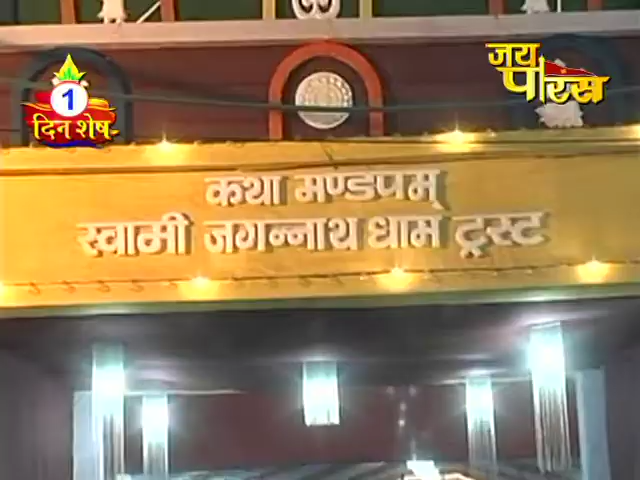 1
दिन शेष
जय
पारस
कथा मण्डपम्
स्वामी जगन्नाथ धाम ट्रस्ट